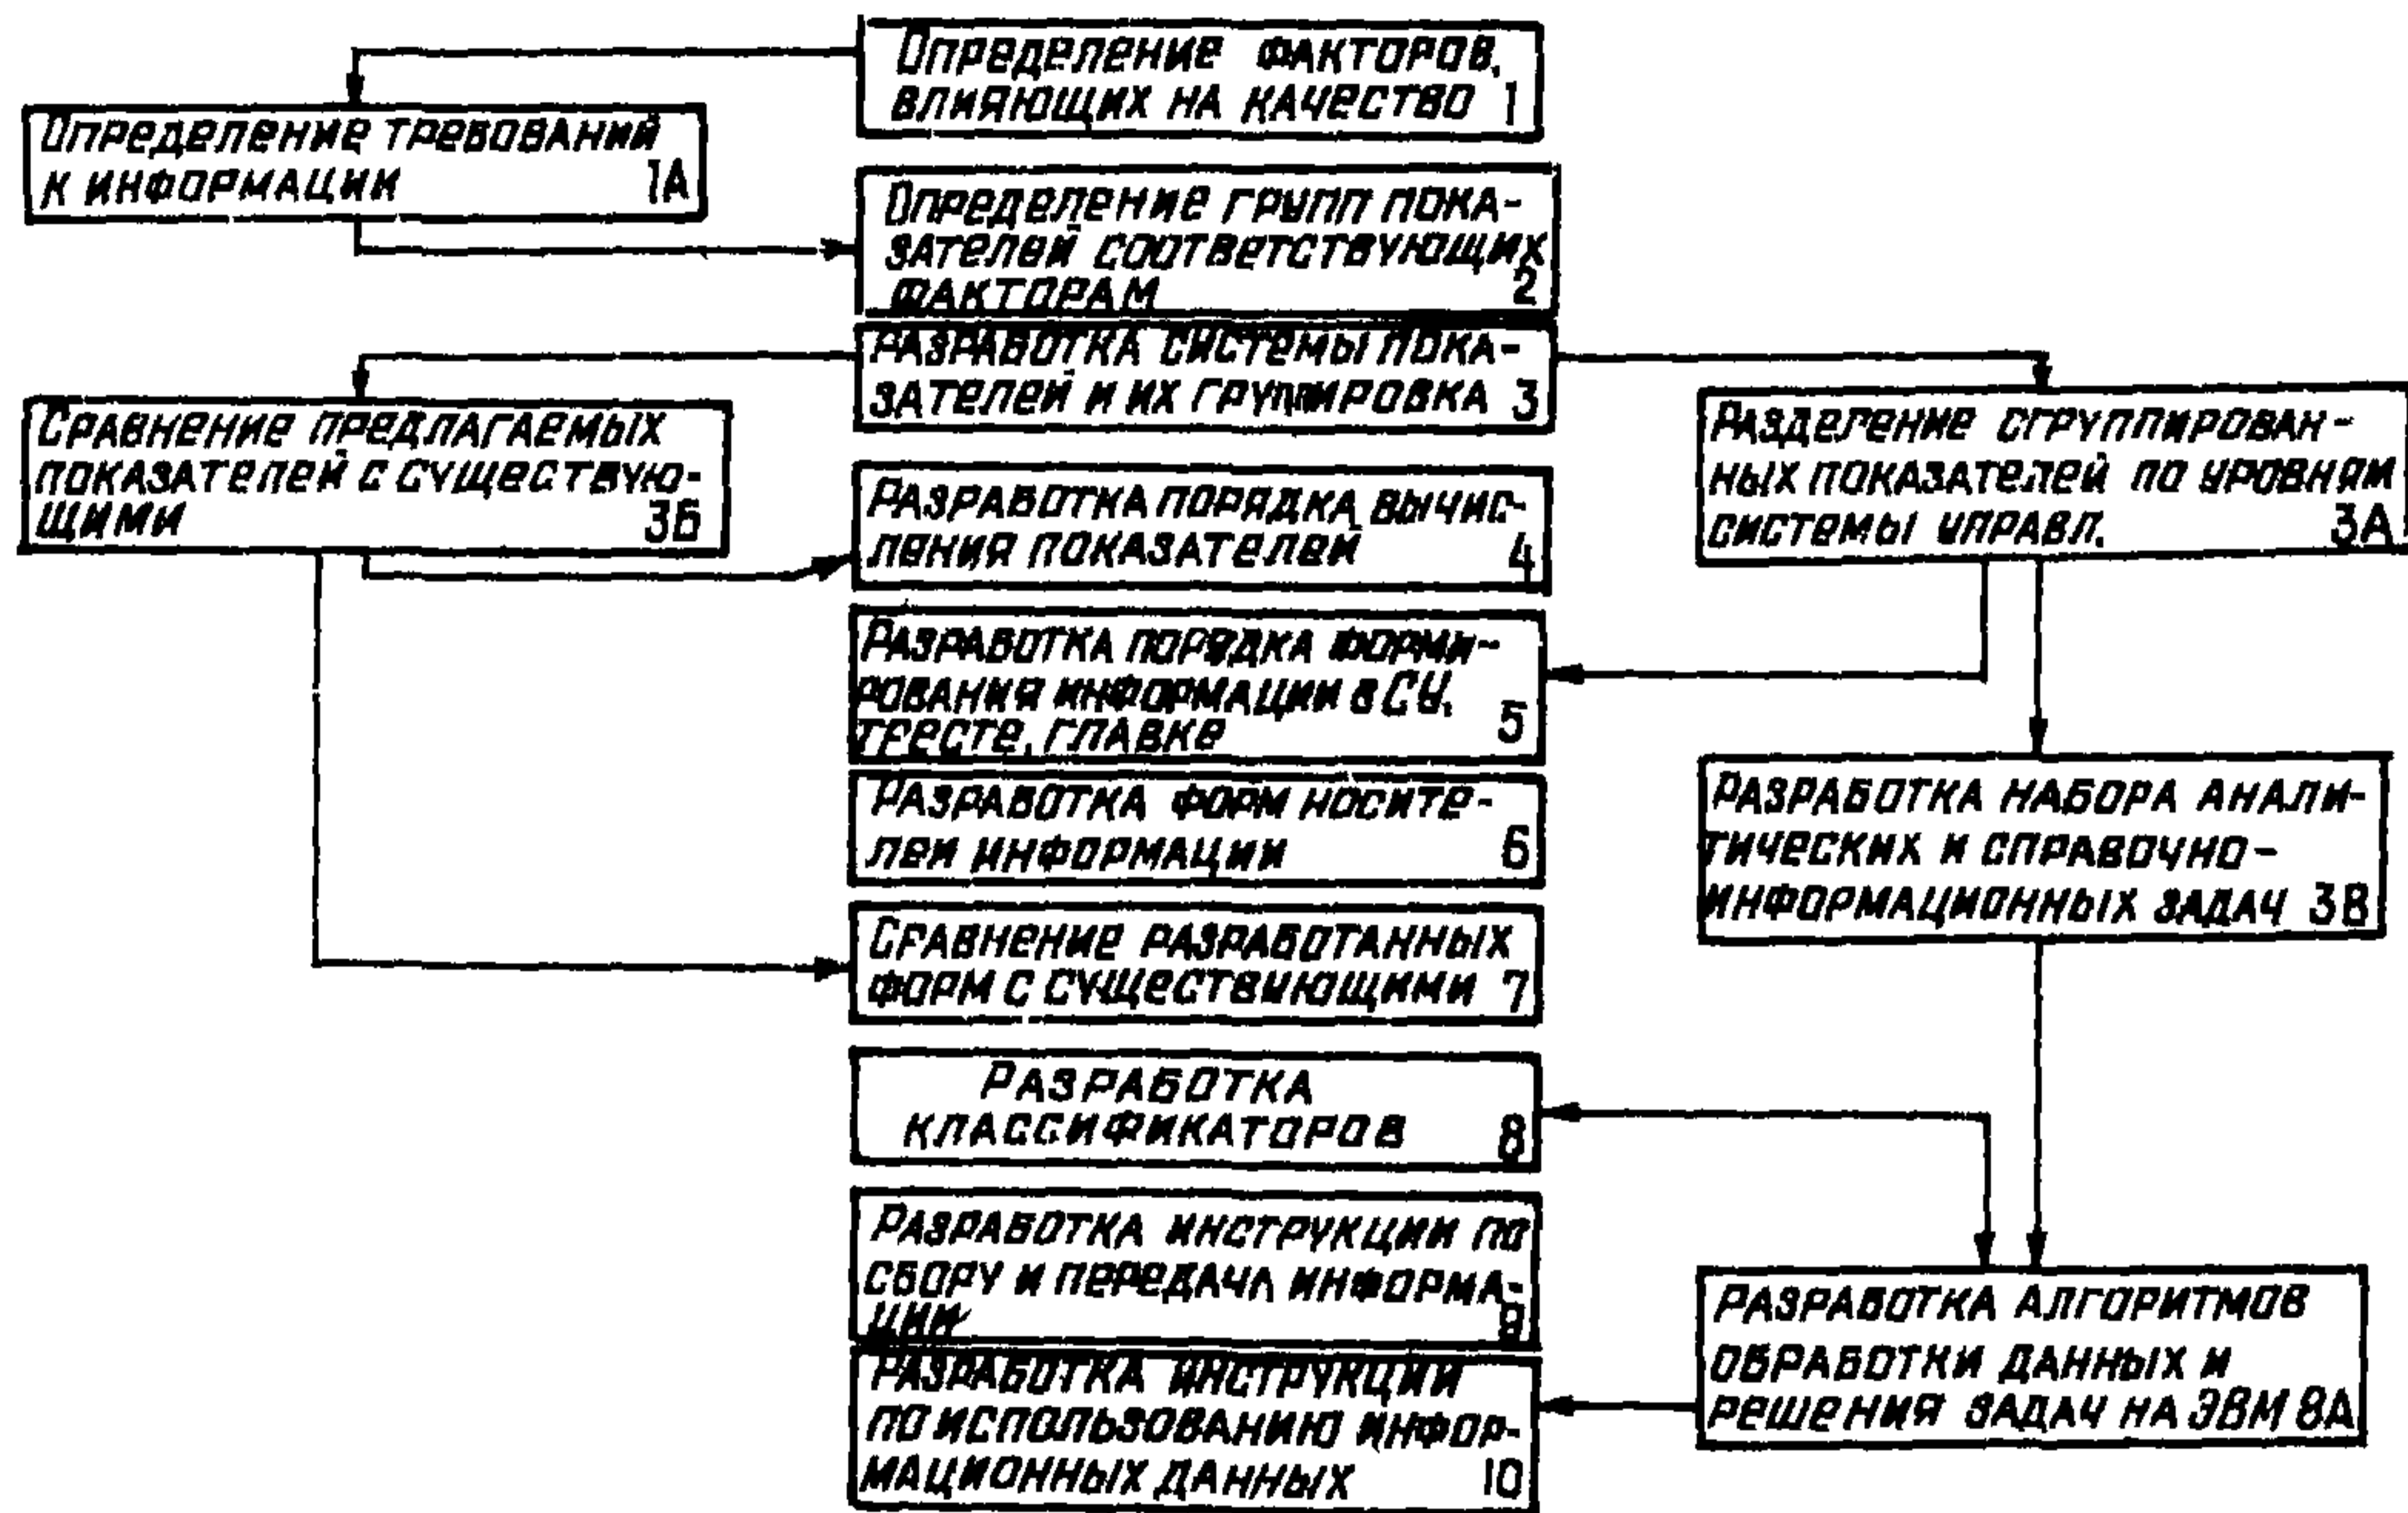 Определение факторов,
влияющих на качество 1
Определение требований
к информации 1А
Определение групп пока-
зателей соответствующих
факторам 2
Разработка системы пока-
зателей и их группировка 3
Сравнение предлагаемых
показателей с существую-
щими 3Б
Разделение сгруппирован-
ных показателей по уровням
системы управл. 3А
Разработка порядка вычис-
ления показателей 4
Разработка порядка форми-
рования информации в СУ,
тресте, главке 5
Разработка форм носите-
лей информации 6
Разработка набора анали-
тических и справочно-
информационных задач 3В
Сравнение разработанных
форм с существующими 7
Разработка
классификаторов 8
Разработка инструкции по
сбору и передача информа-
ции 9
Разработка алгоритмов
обработки данных и
решения задач на ЭВМ 8А
Разработка инструкции
по использованию инфор-
мационных данных 10